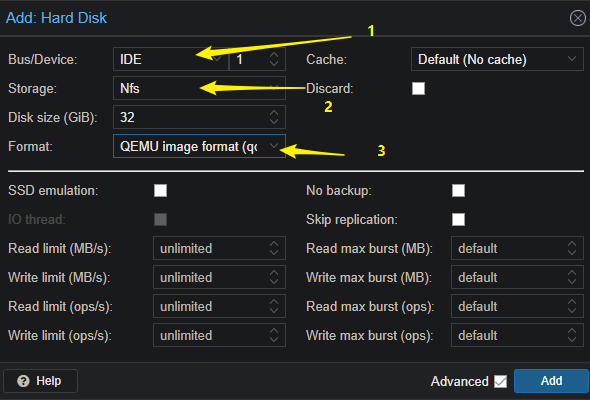 Add: Hard Disk
1
Bus/Device: IDE 1 Cache: Default (No cache)
Storage: Nfs Discard:
2
Disk size (GiB): 32
Format: QEMU image format (qc
3
SSD emulation: No backup:
IO thread: Skip replication:
Read limit (MB/s): unlimited Read max burst (MB): default
Write limit (MB/s): unlimited Write max burst (MB): default
Read limit (ops/s): unlimited Read max burst (ops): default
Write limit (ops/s): unlimited Write max burst (ops): default
? Help Advanced Add